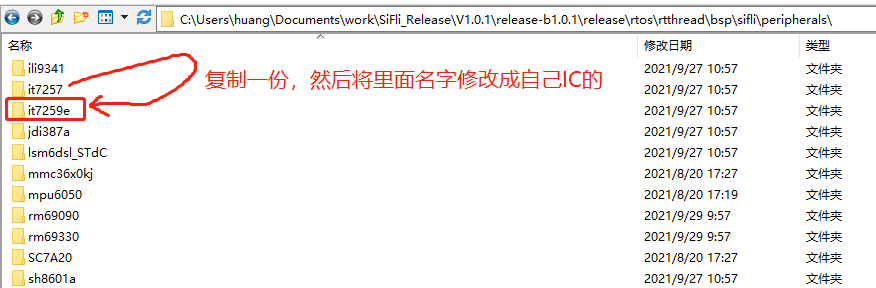 C:\Users\huang\Documents\work\SiFli_Release\V1.0.1\release-b1.0.1\release\rtos\rtthread\bsp\sifli\peripherals\
名称 修改日期 类型
ili9341 2021/9/27 10:57 文件夹
it7257 2021/9/27 10:57 文件夹
复制一份，然后将里面名字修改成自己IC的
it7259e 2021/9/27 10:57 文件夹
jdi387a 2021/9/27 10:57 文件夹
lsm6dsl_STdC 2021/9/27 10:57 文件夹
mmc36x0kj 2021/8/20 17:27 文件夹
mpu6050 2021/8/20 17:19 文件夹
rm69090 2021/9/29 9:57 文件夹
rm69330 2021/9/29 9:57 文件夹
SC7A20 2021/8/20 17:27 文件夹
sh8601a 2021/9/27 10:57 文件夹